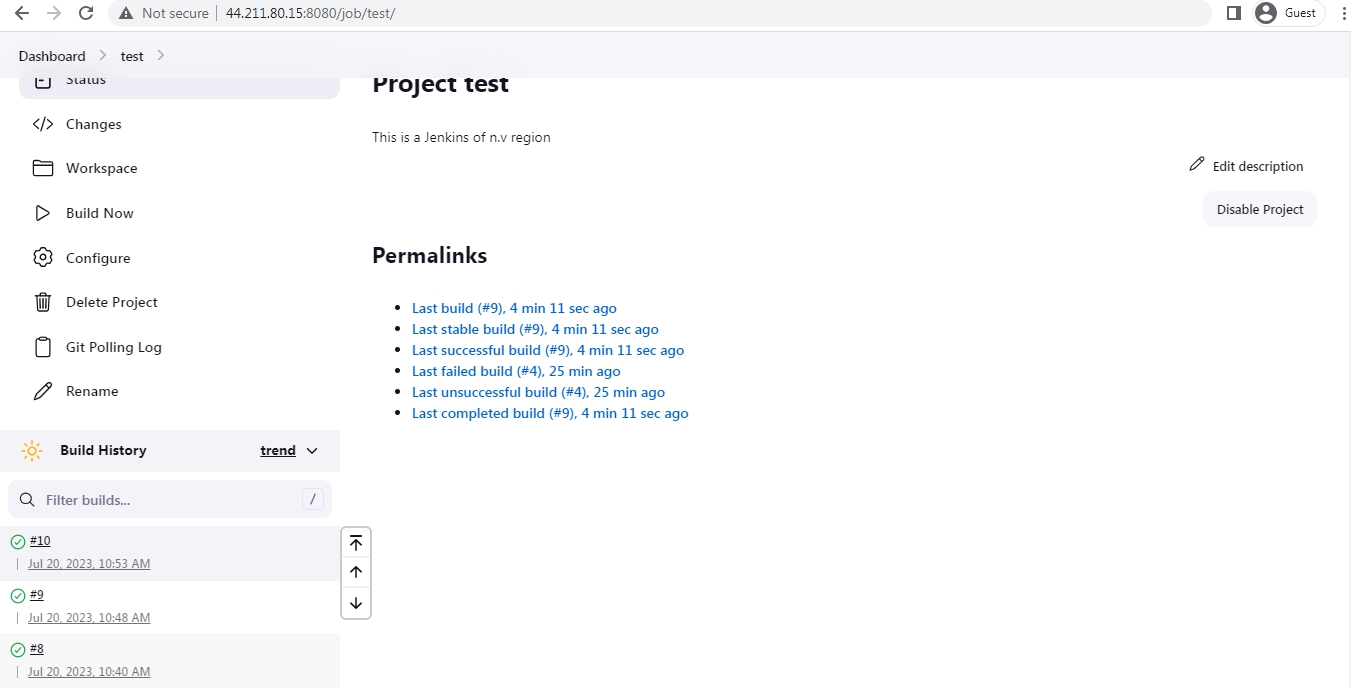 Not secure 44.211.80.15:8080/job/test/ Guest
Dashboard test
Status
Changes
Workspace
Build Now
Configure
Delete Project
Git Polling Log
Rename
Build History trend
Filter builds... /
#10
Jul 20, 2023, 10:53 AM
#9
Jul 20, 2023, 10:48 AM
#8
Jul 20, 2023, 10:40 AM
Project test
This is a Jenkins of n.v region
Edit description
Disable Project
Permalinks
Last build (#9), 4 min 11 sec ago
Last stable build (#9), 4 min 11 sec ago
Last successful build (#9), 4 min 11 sec ago
Last failed build (#4), 25 min ago
Last unsuccessful build (#4), 25 min ago
Last completed build (#9), 4 min 11 sec ago